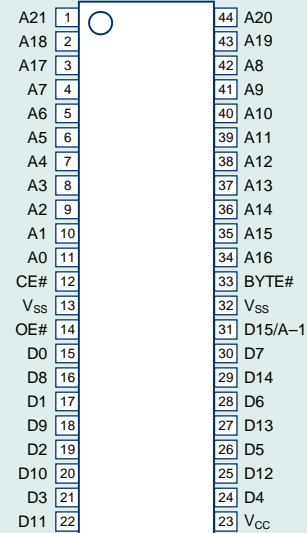 A21 1 44 A20
A18 2 43 A19
A17 3 42 A8
A7 4 41 A9
A6 5 40 A10
A5 6 39 A11
A4 7 38 A12
A3 8 37 A13
A2 9 36 A14
A1 10 35 A15
A0 11 34 A16
CE# 12 33 BYTE#
VSS 13 32 VSS
OE# 14 31 D15/A–1
D0 15 30 D7
D8 16 29 D14
D1 17 28 D6
D9 18 27 D13
D2 19 26 D5
D10 20 25 D12
D3 21 24 D4
D11 22 23 VCC